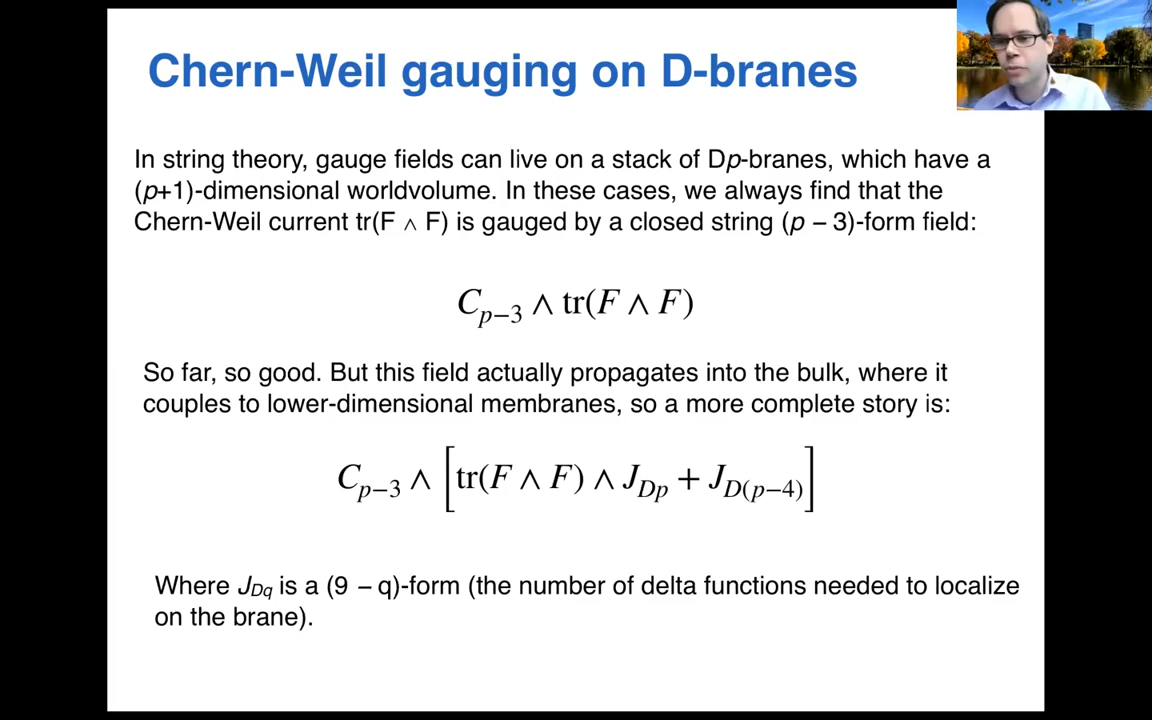 Chern-Weil gauging on D-branes
In string theory, gauge fields can live on a stack of Dp-branes, which have a
(p+1)-dimensional worldvolume. In these cases, we always find that the
Chern-Weil current tr(F ∧ F) is gauged by a closed string (p − 3)-form field:
C_{p−3} ∧ tr(F ∧ F)
So far, so good. But this field actually propagates into the bulk, where it
couples to lower-dimensional membranes, so a more complete story is:
C_{p−3} ∧ [tr(F ∧ F) ∧ J_{Dp} + J_{D(p−4)}]
Where J_{Dq} is a (9 − q)-form (the number of delta functions needed to localize
on the brane).